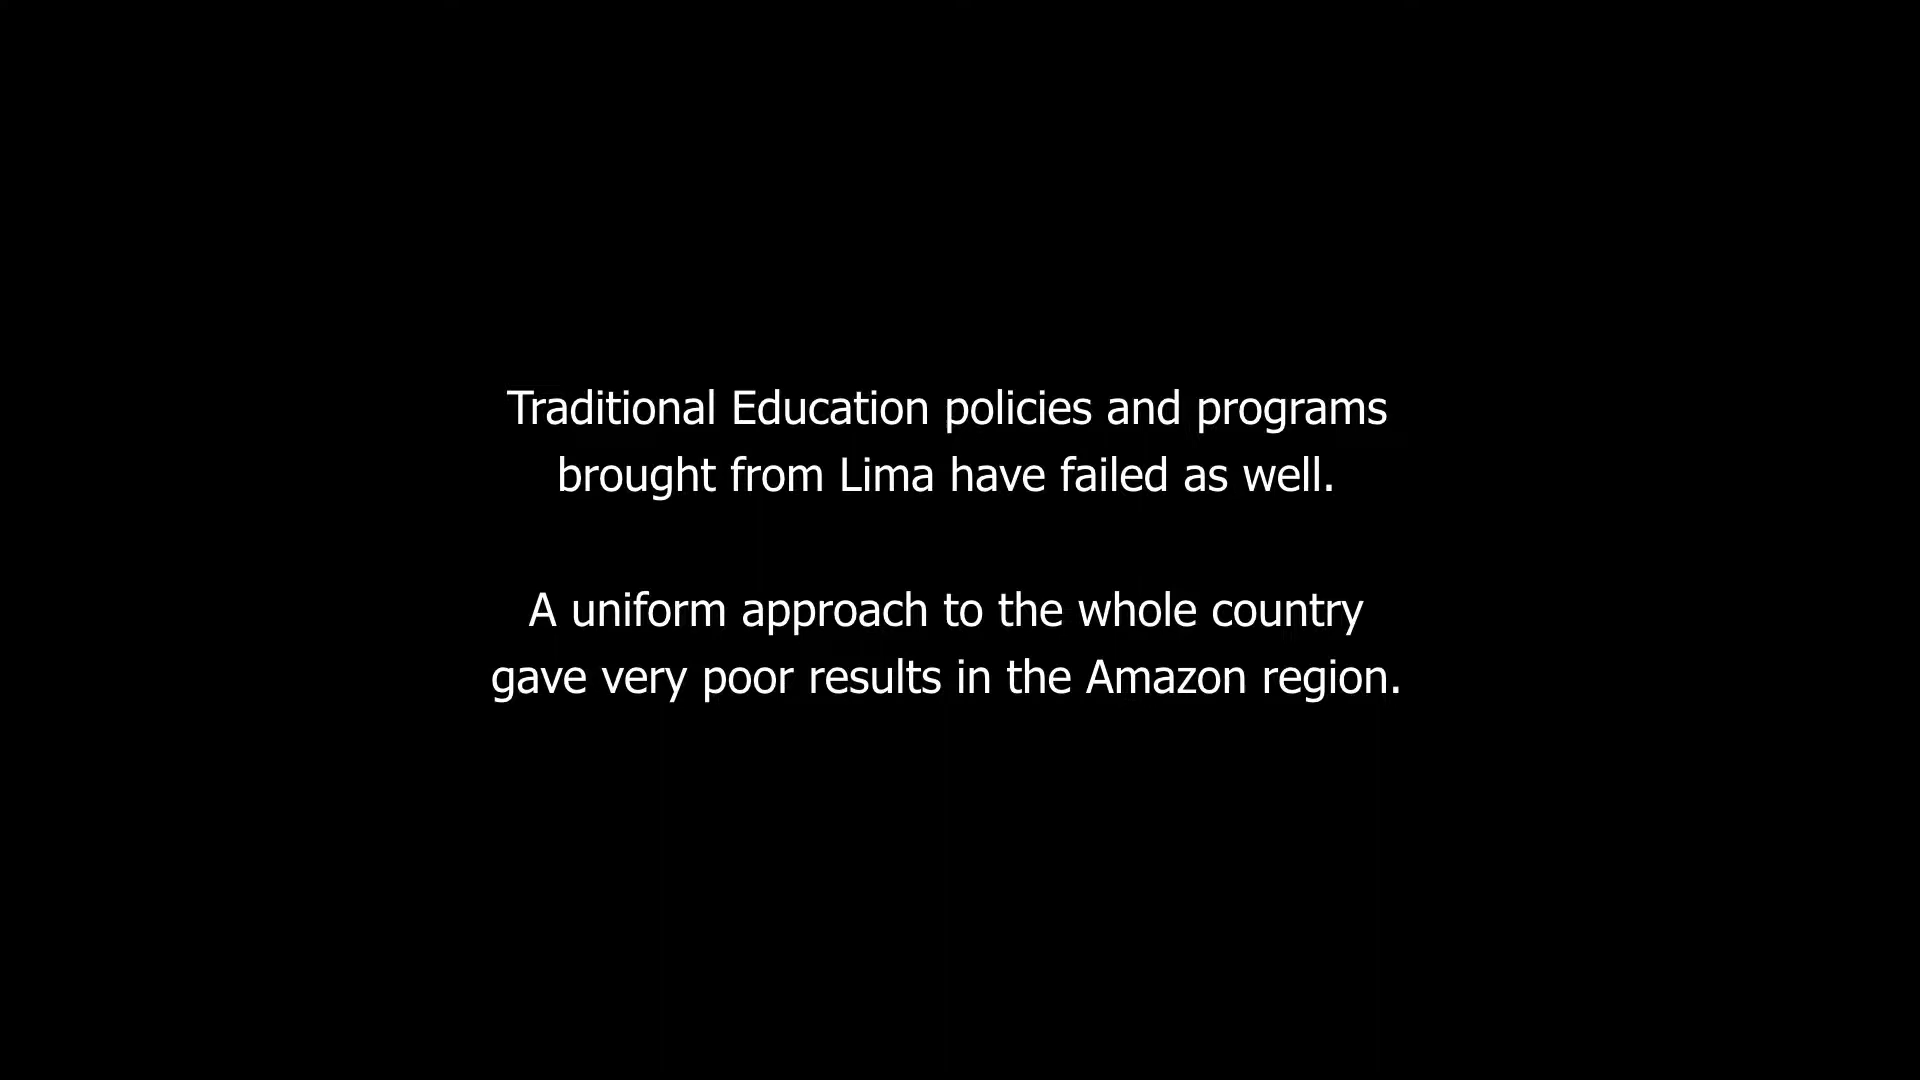 Traditional Education policies and programs
brought from Lima have failed as well.
A uniform approach to the whole country
gave very poor results in the Amazon region.